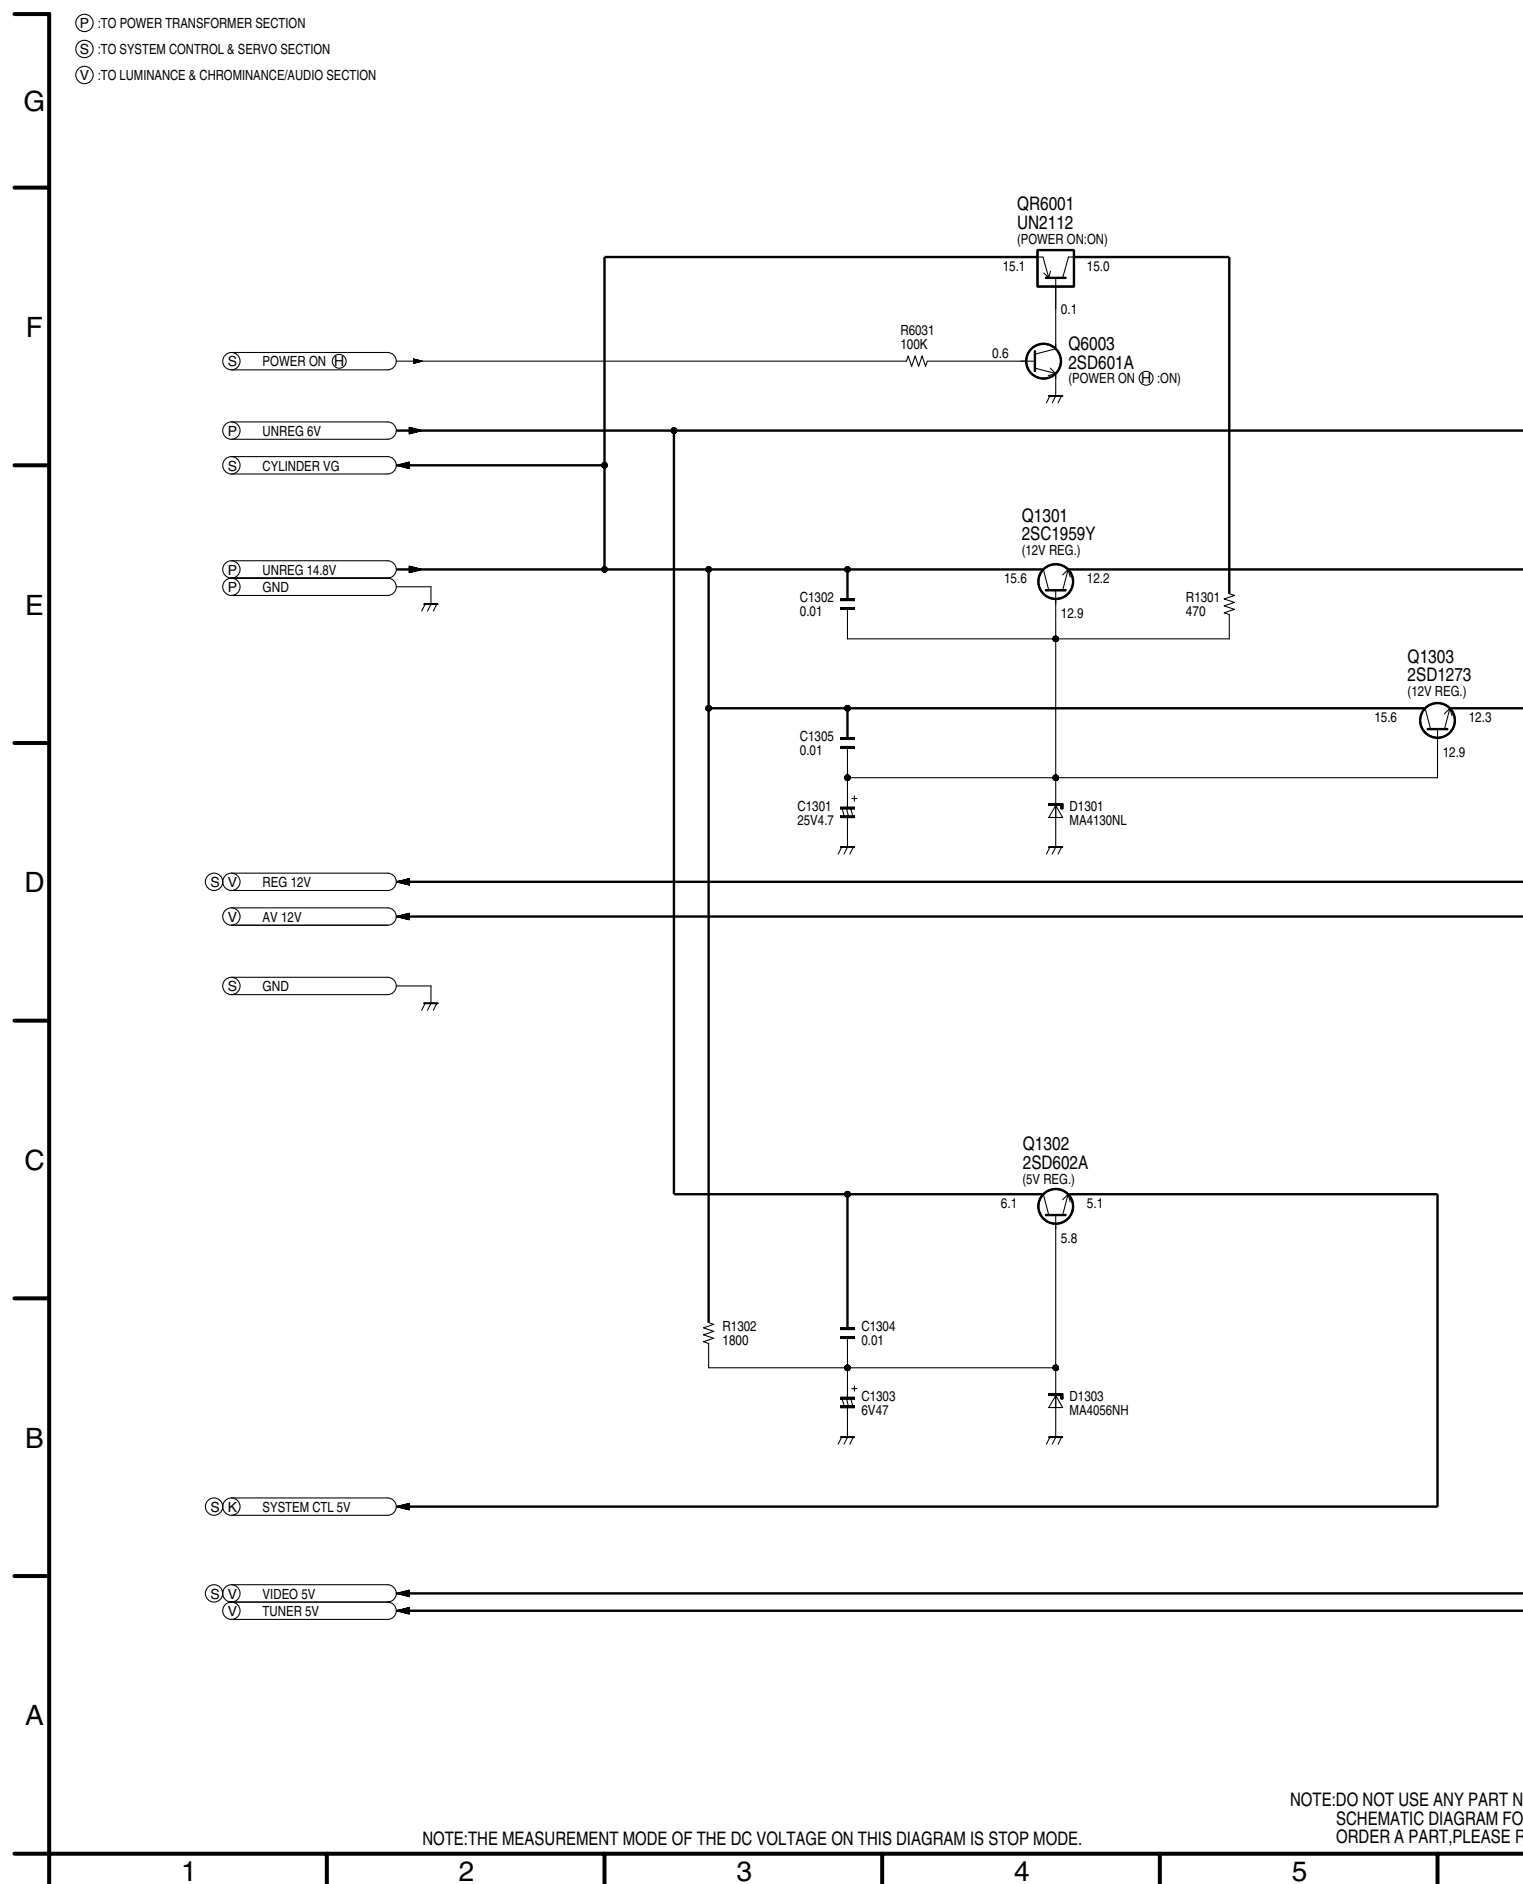 Ⓟ :TO POWER TRANSFORMER SECTION
Ⓢ :TO SYSTEM CONTROL & SERVO SECTION
Ⓥ :TO LUMINANCE & CHROMINANCE/AUDIO SECTION
G
QR6001
UN2112
(POWER ON:ON)
15.1
15.0
0.1
F
R6031
100K
0.6
Q6003
2SD601A
(POWER ON Ⓗ :ON)
Ⓢ POWER ON Ⓗ
Ⓟ UNREG 6V
Ⓢ CYLINDER VG
Q1301
2SC1959Y
(12V REG.)
Ⓟ UNREG 14.8V
Ⓟ GND
15.6
12.2
12.9
E
C1302
0.01
R1301
470
Q1303
2SD1273
(12V REG.)
15.6
12.3
12.9
C1305
0.01
C1301
25V4.7
+
D1301
MA4130NL
D
Ⓢ Ⓥ REG 12V
Ⓥ AV 12V
Ⓢ GND
C
Q1302
2SD602A
(5V REG.)
6.1
5.1
5.8
R1302
1800
C1304
0.01
+
C1303
6V47
D1303
MA4056NH
B
Ⓢ Ⓚ SYSTEM CTL 5V
Ⓢ Ⓥ VIDEO 5V
Ⓥ TUNER 5V
A
NOTE:DO NOT USE ANY PART N
SCHEMATIC DIAGRAM FO
ORDER A PART,PLEASE R
NOTE:THE MEASUREMENT MODE OF THE DC VOLTAGE ON THIS DIAGRAM IS STOP MODE.
1 2 3 4 5